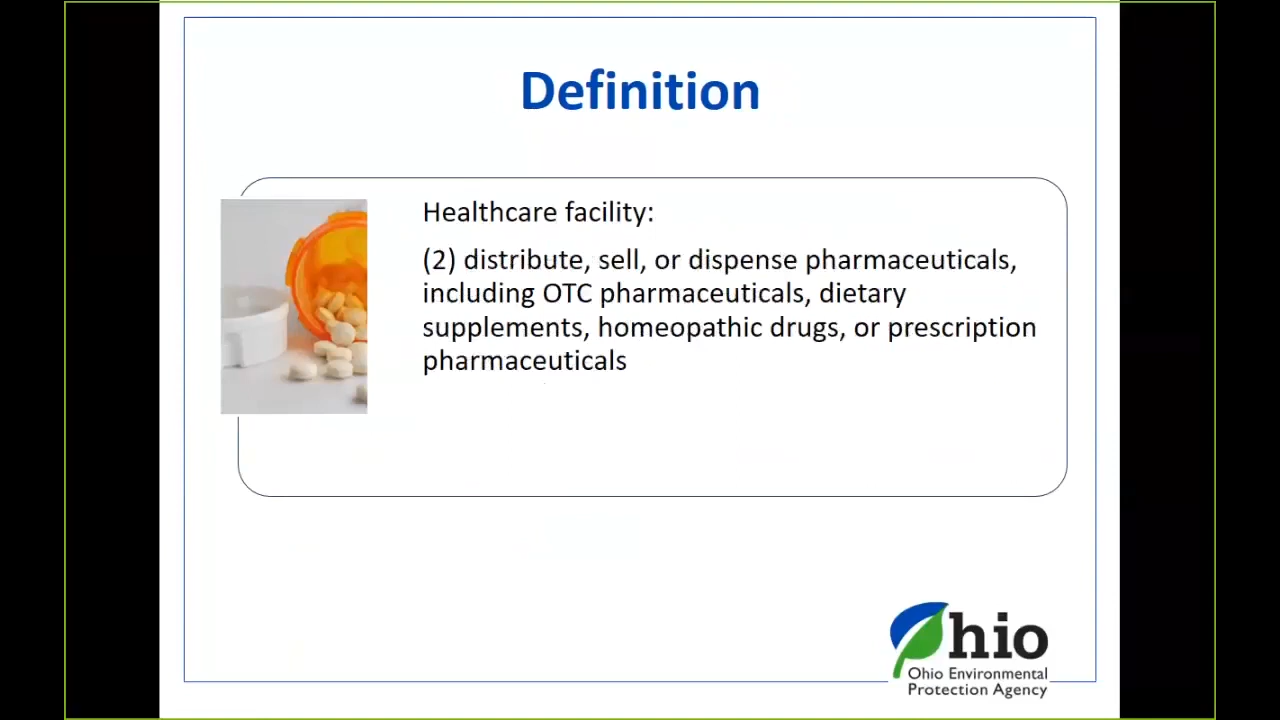 Definition
Healthcare facility:
(2) distribute, sell, or dispense pharmaceuticals,
including OTC pharmaceuticals, dietary
supplements, homeopathic drugs, or prescription
pharmaceuticals
Ohio
Ohio Environmental
Protection Agency